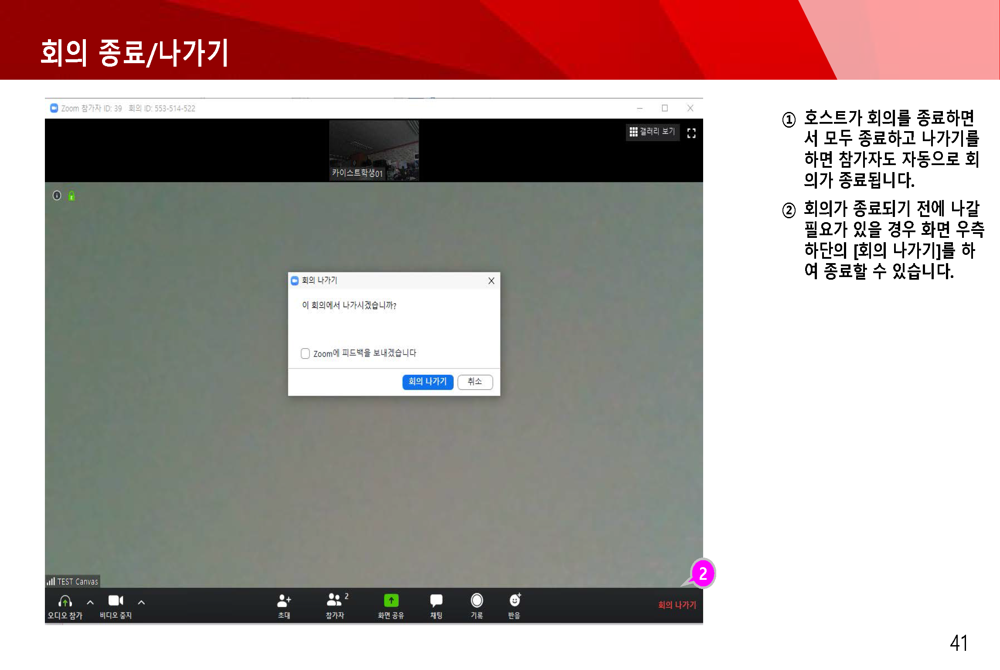 회의 종료/나가기
Zoom 참가자 ID: 39 회의 ID: 553-514-522
갤러리 보기
카이스트학생01
회의 나가기
이 회의에서 나가시겠습니까?
Zoom에 피드백을 보내겠습니다
회의 나가기 취소
TEST Canvas
2
오디오 참가 비디오 중지 초대 참가자 2 화면 공유 채팅 기록 반응 회의 나가기
① 호스트가 회의를 종료하면
서 모두 종료하고 나가기를
하면 참가자도 자동으로 회
의가 종료됩니다.
② 회의가 종료되기 전에 나갈
필요가 있을 경우 화면 우측
하단의 [회의 나가기]를 하
여 종료할 수 있습니다.
41